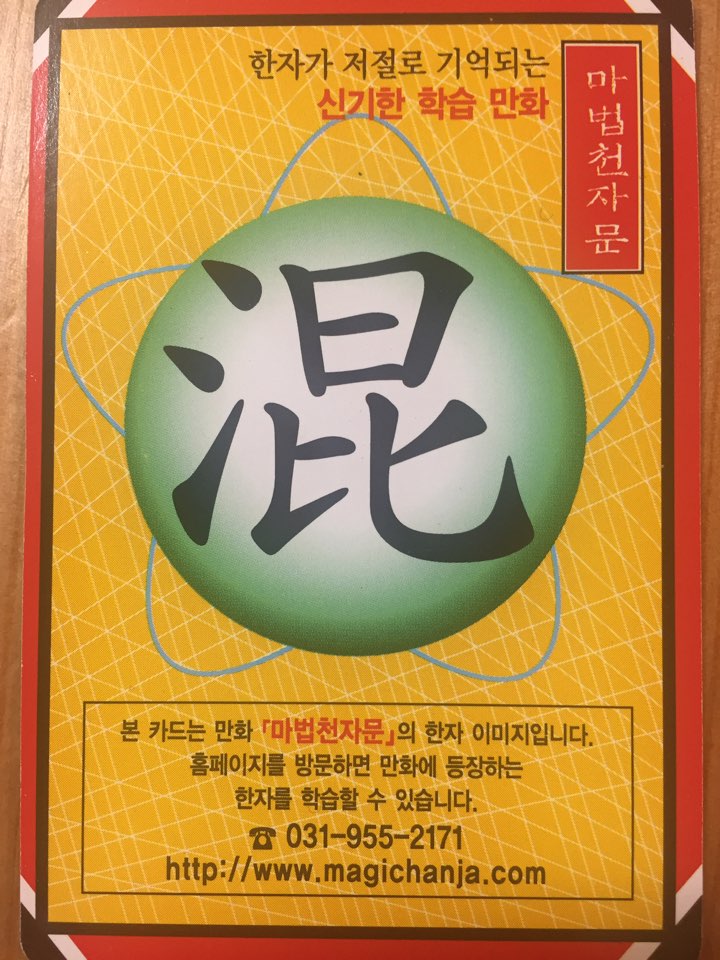 한자가 저절로 기억되는
신기한 학습 만화
마법천자문
混
본 카드는 만화 「마법천자문」의 한자 이미지입니다.
홈페이지를 방문하면 만화에 등장하는
한자를 학습할 수 있습니다.
☎ 031-955-2171
http://www.magichanja.com